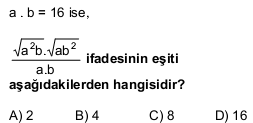 a . b = 16 ise,
√a²b.√ab²
a.b
ifadesinin eşiti
aşağıdakilerden hangisidir?
A) 2 B) 4 C) 8 D) 16